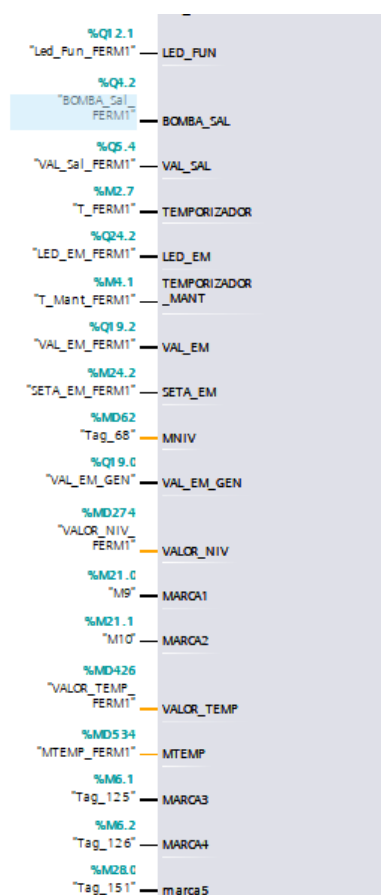 %Q12.1
"Led_Fun_FERM1" LED_FUN
%Q4.2
"BOMBA_Sal_
FERM1" BOMBA_SAL
%Q5.4
"VAL_Sal_FERM1" VAL_SAL
%M2.7
"T_FERM1" TEMPORIZADOR
%Q24.2
"LED_EM_FERM1" LED_EM
%M4.1 TEMPORIZADOR
"T_Mant_FERM1" _MANT
%Q19.2
"VAL_EM_FERM1" VAL_EM
%M24.2
"SETA_EM_FERM1" SETA_EM
%MD62
"Tag_68" MNIV
%Q19.0
"VAL_EM_GEN" VAL_EM_GEN
%MD274
"VALOR_NIV_
FERM1" VALOR_NIV
%M21.0
"M9" MARCA1
%M21.1
"M10" MARCA2
%MD426
"VALOR_TEMP_
FERM1" VALOR_TEMP
%MD534
"MTEMP_FERM1" MTEMP
%M6.1
"Tag_125" MARCA3
%M6.2
"Tag_126" MARCA4
%M28.0
"Tag_151" marca5